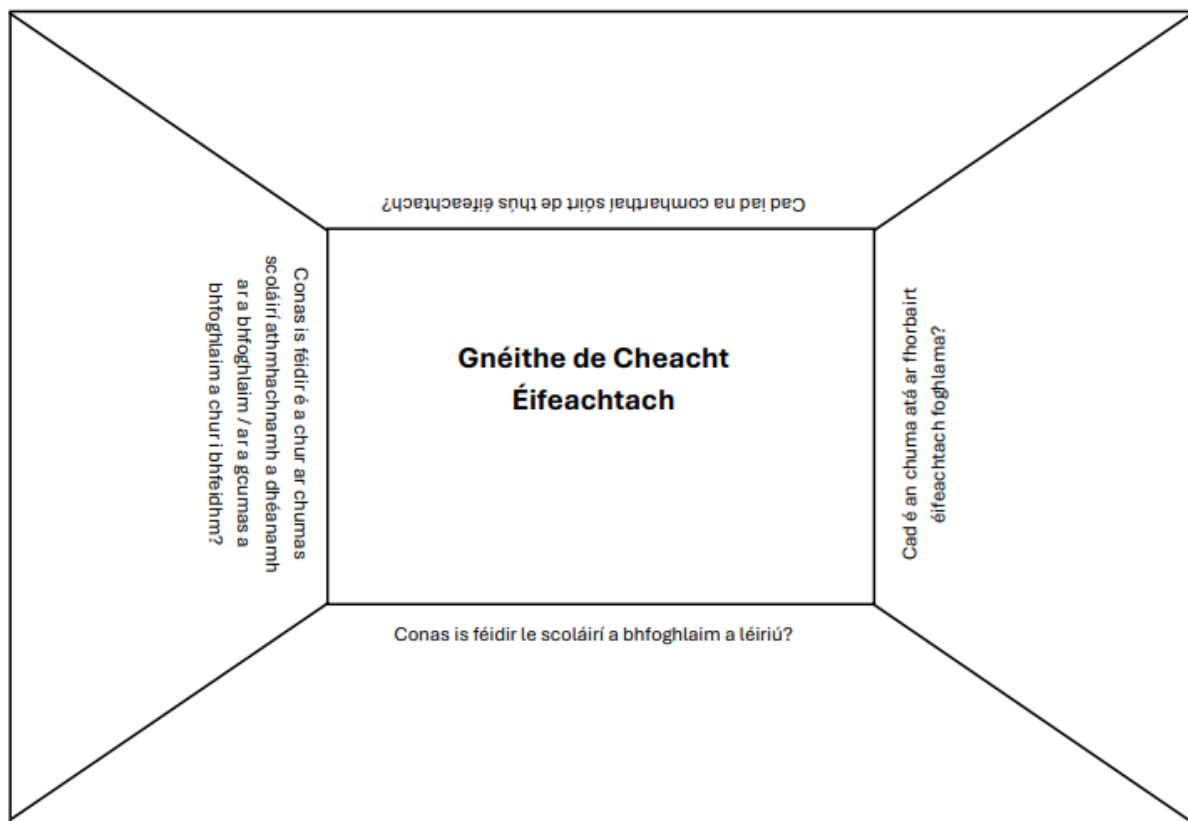 Cad iad na comharthaí sóirt de thús éifeachtach?
Conas is féidir é a chur ar chumas
scoláirí athmhachnamh a dhéanamh
ar a bhfoghlaim / ar a gcumas a
bhfoghlaim a chur i bhfeidhm?
Gnéithe de Cheacht
Éifeachtach
Cad é an chuma atá ar fhorbairt
éifeachtach foghlama?
Conas is féidir le scoláirí a bhfoghlaim a léiriú?